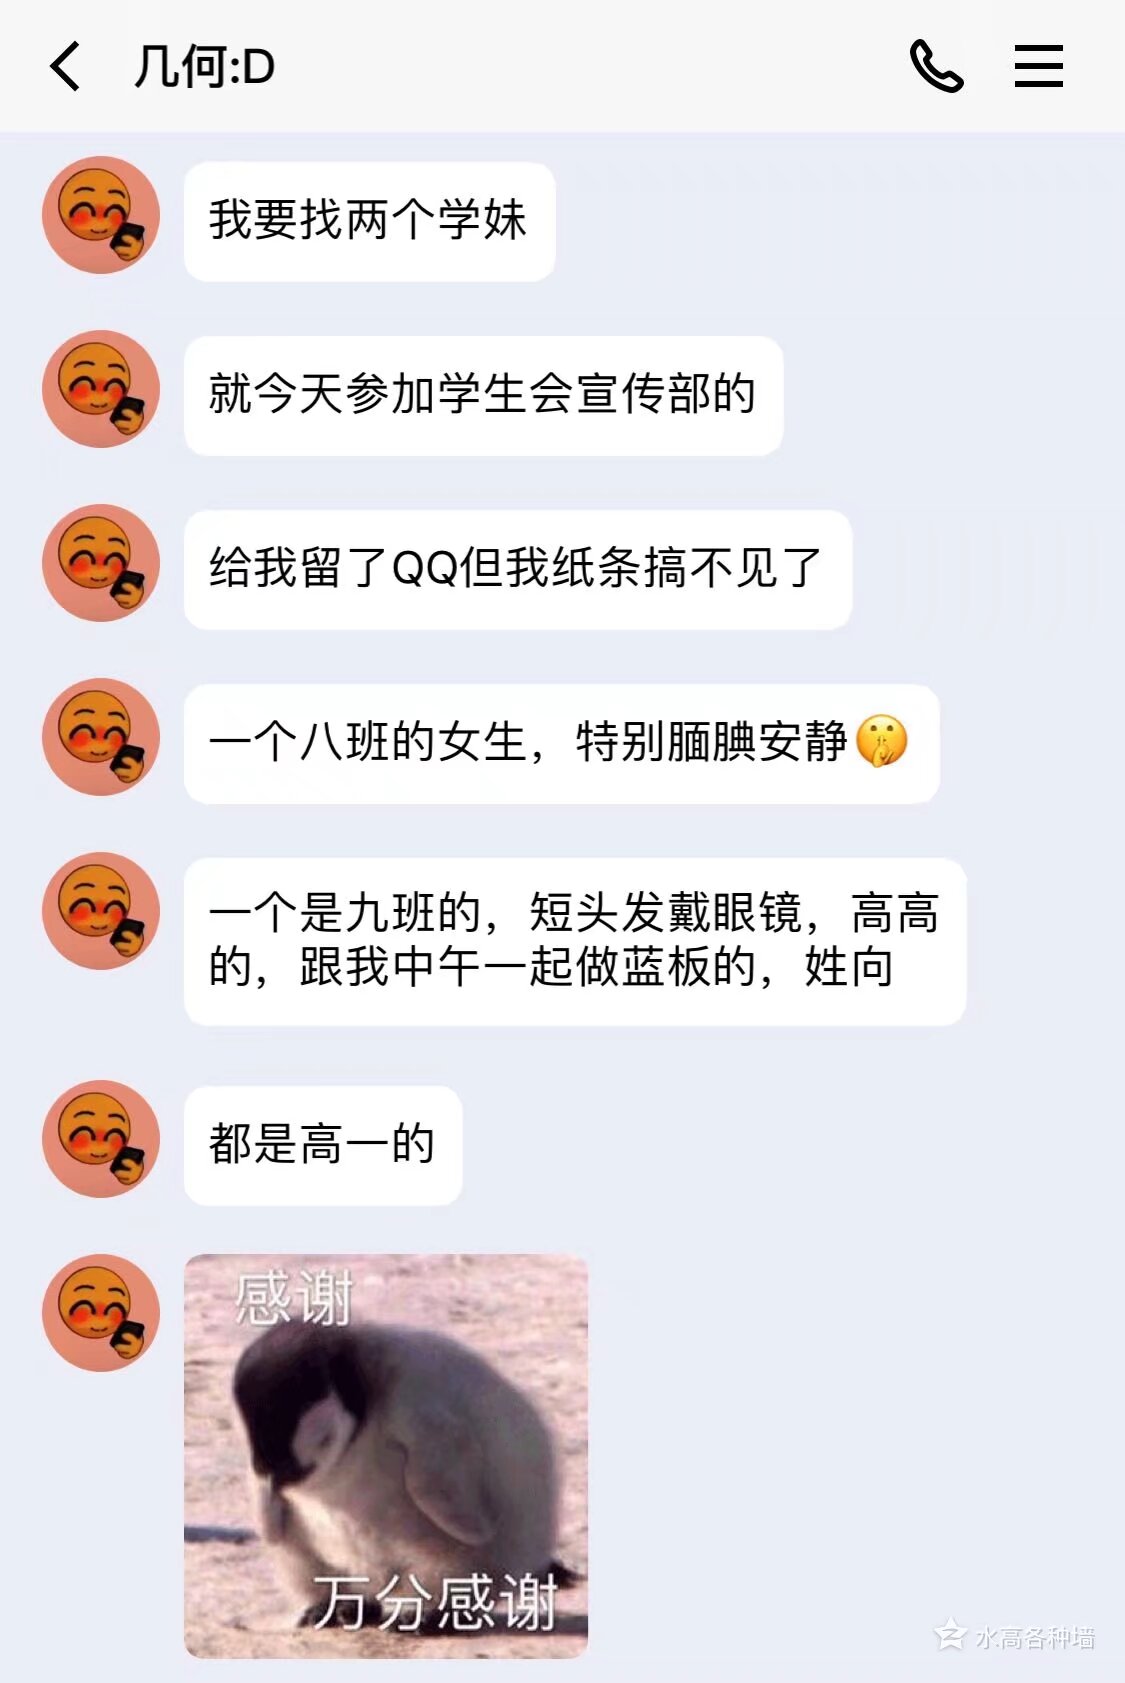 几何:D
我要找两个学妹
就今天参加学生会宣传部的
给我留了QQ但我纸条搞不见了
一个八班的女生，特别腼腆安静🤫
一个是九班的，短头发戴眼镜，高高
的，跟我中午一起做蓝板的，姓向
都是高一的
感谢
万分感谢
水高各种墙